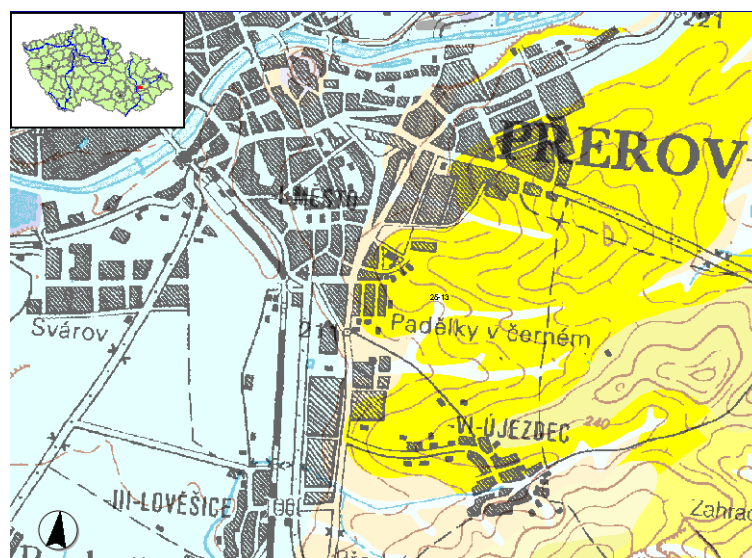 221
PŘEROV-
I-MĚSTO
25-13
Svárov
211
Padělky v černém
VI-ÚJEZDEC
240
III-LOVĚŠICE
Zahrad